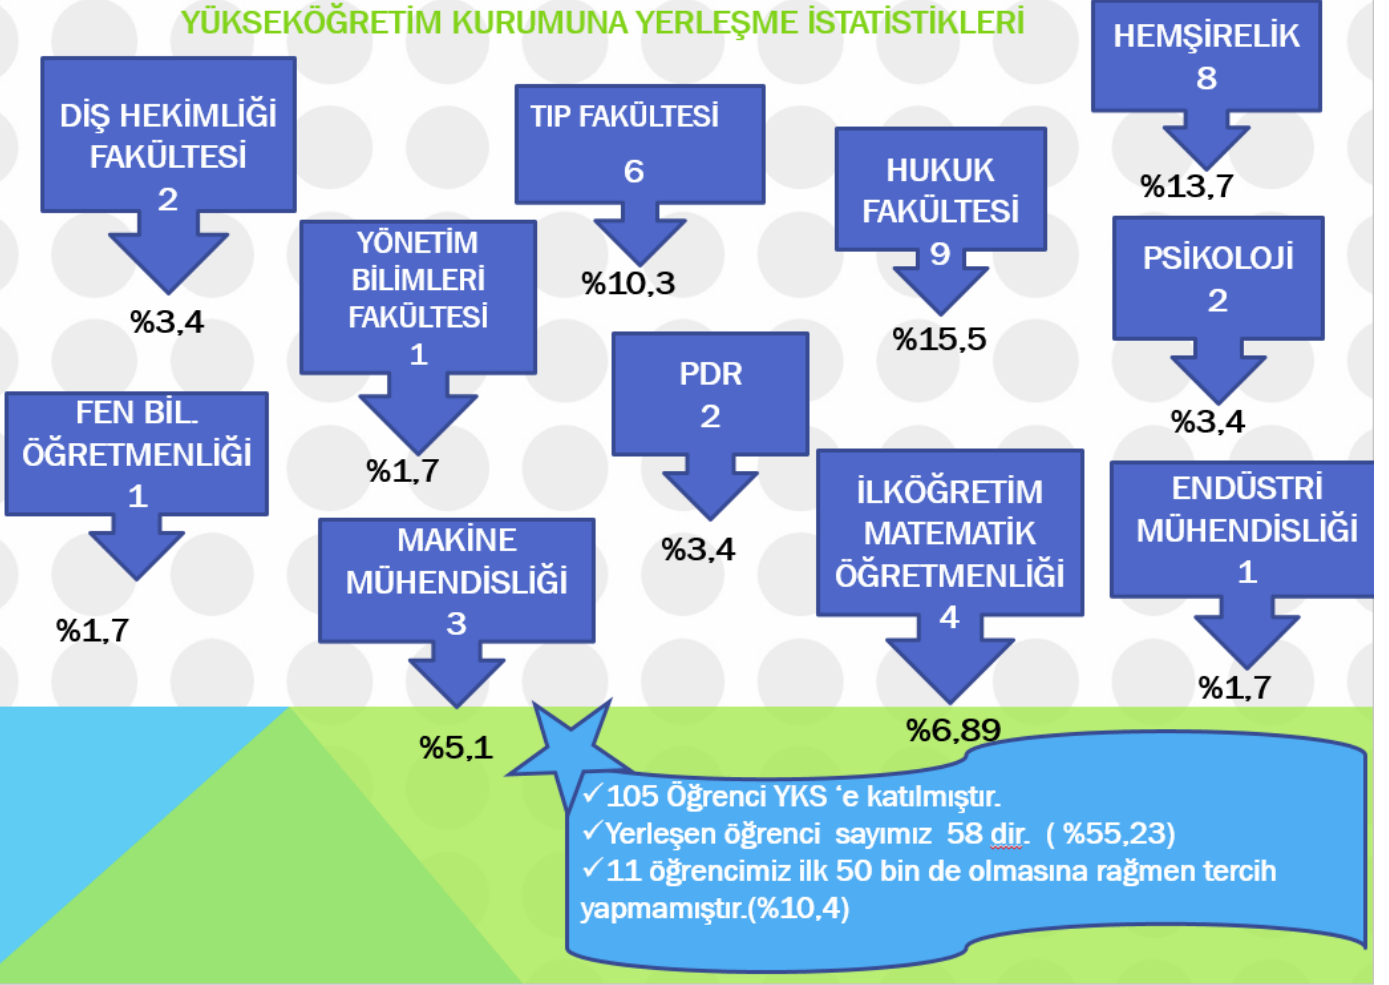 YÜKSEKÖĞRETİM KURUMUNA YERLEŞME İSTATİSTİKLERİ
DİŞ HEKİMLİĞİ
FAKÜLTESİ
2
%3,4
TIP FAKÜLTESİ
6
%10,3
HUKUK
FAKÜLTESİ
9
%15,5
HEMŞİRELİK
8
%13,7
YÖNETİM
BİLİMLERİ
FAKÜLTESİ
1
%1,7
PSİKOLOJİ
2
%3,4
FEN BİL.
ÖĞRETMENLİĞİ
1
%1,7
PDR
2
%3,4
MAKİNE
MÜHENDİSLİĞİ
3
%5,1
İLKÖĞRETİM
MATEMATİK
ÖĞRETMENLİĞİ
4
%6,89
ENDÜSTRİ
MÜHENDİSLİĞİ
1
%1,7
✓105 Öğrenci YKS ‘e katılmıştır.
✓Yerleşen öğrenci sayımız 58 dir. ( %55,23)
✓11 öğrencimiz ilk 50 bin de olmasına rağmen tercih
yapmamıştır.(%10,4)